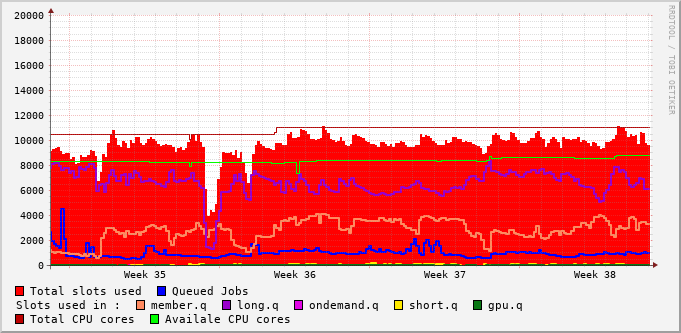 20000
18000
16000
14000
12000
10000
8000
6000
4000
2000
0
Week 35 Week 36 Week 37 Week 38
Total slots used Queued Jobs
Slots used in : member.q long.q ondemand.q short.q gpu.q
Total CPU cores Availale CPU cores
RRDTOOL / TOBI OETIKER